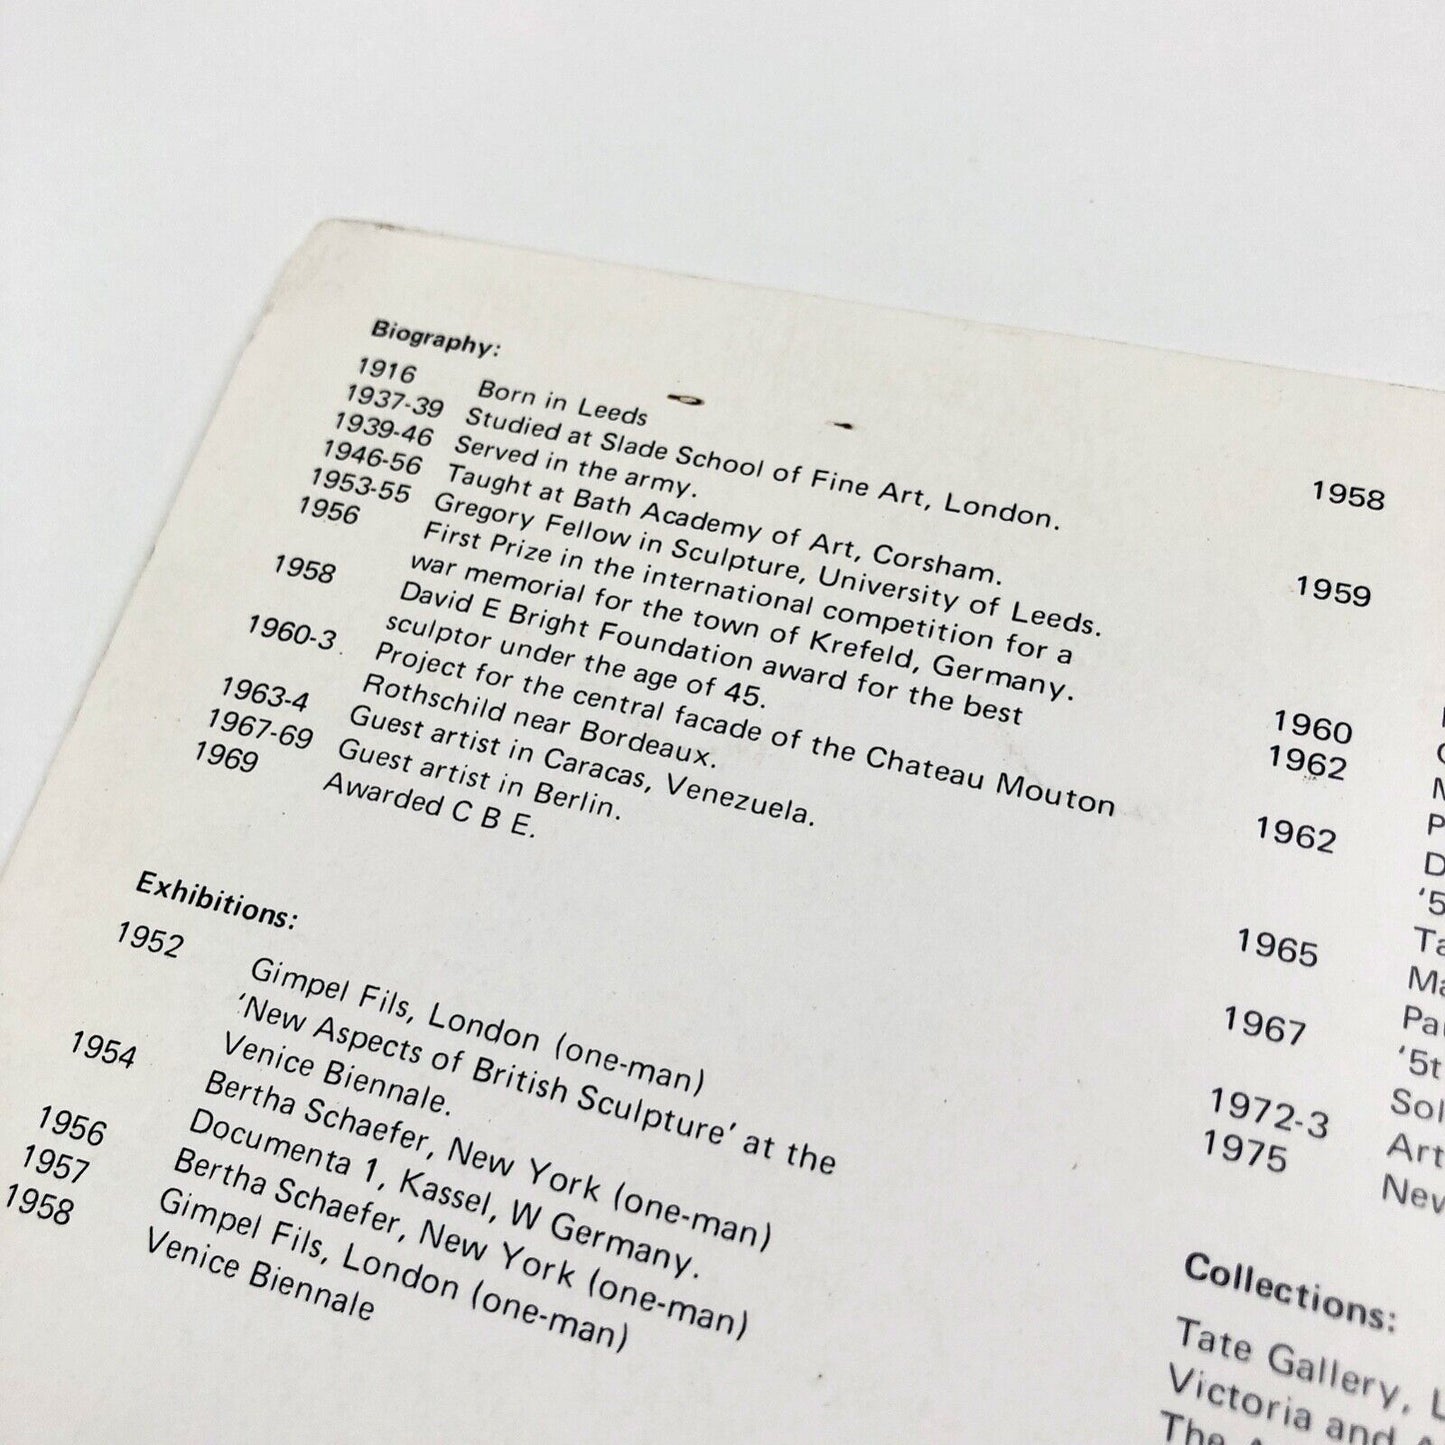 Biography:
1916 Born in Leeds
1937-39 Studied at Slade School of Fine Art, London.
1939-46 Served in the army.
1946-56 Taught at Bath Academy of Art, Corsham.
1953-55 Gregory Fellow in Sculpture, University of Leeds.
1956 First Prize in the international competition for a
war memorial for the town of Krefeld, Germany.
1958 David E Bright Foundation award for the best
sculptor under the age of 45.
1960-3. Project for the central facade of the Chateau Mouton
Rothschild near Bordeaux.
1963-4 Guest artist in Caracas, Venezuela.
1967-69 Guest artist in Berlin.
1969 Awarded C B E.
Exhibitions:
1952 Gimpel Fils, London (one-man)
'New Aspects of British Sculpture' at the
Venice Biennale.
1954 Bertha Schaefer, New York (one-man)
Documenta 1, Kassel, W Germany.
1956 Bertha Schaefer, New York (one-man)
1957 Gimpel Fils, London (one-man)
1958 Venice Biennale
1958
1959
1960
1962
1962
'5
1965
1967
'5t
1972-3
1975
Collections:
Tate Gallery,
Victoria and
The